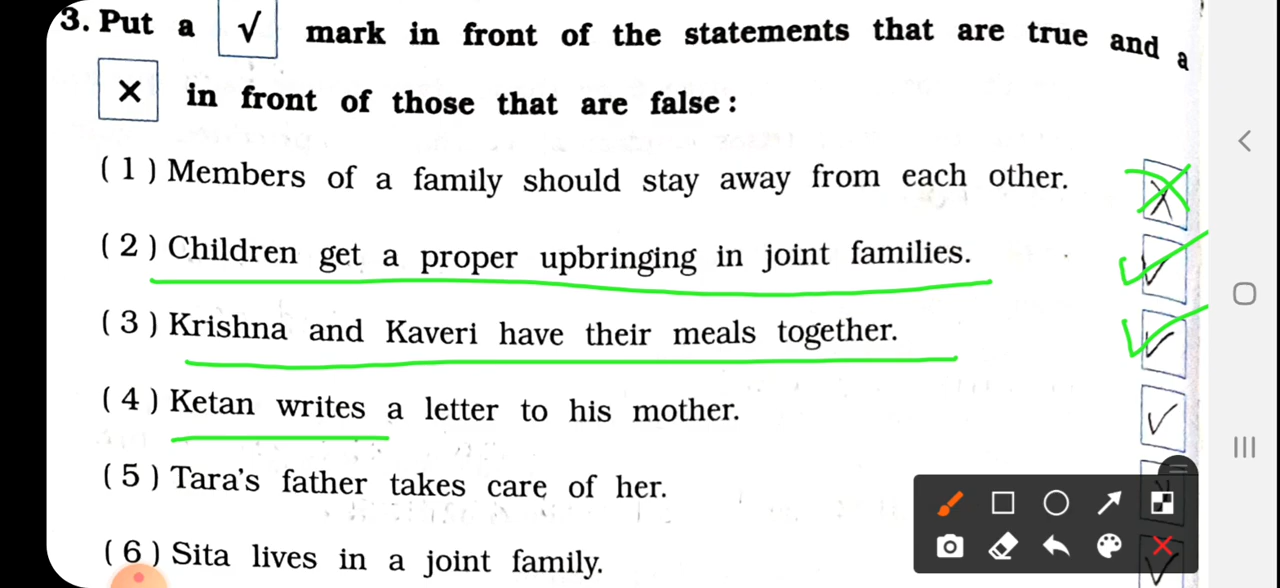 3. Put a √ mark in front of the statements that are true and a
× in front of those that are false :
( 1 ) Members of a family should stay away from each other. ×
( 2 ) Children get a proper upbringing in joint families. ✓
( 3 ) Krishna and Kaveri have their meals together. ✓
( 4 ) Ketan writes a letter to his mother. ✓
( 5 ) Tara's father takes care of her.
( 6 ) Sita lives in a joint family. ✓